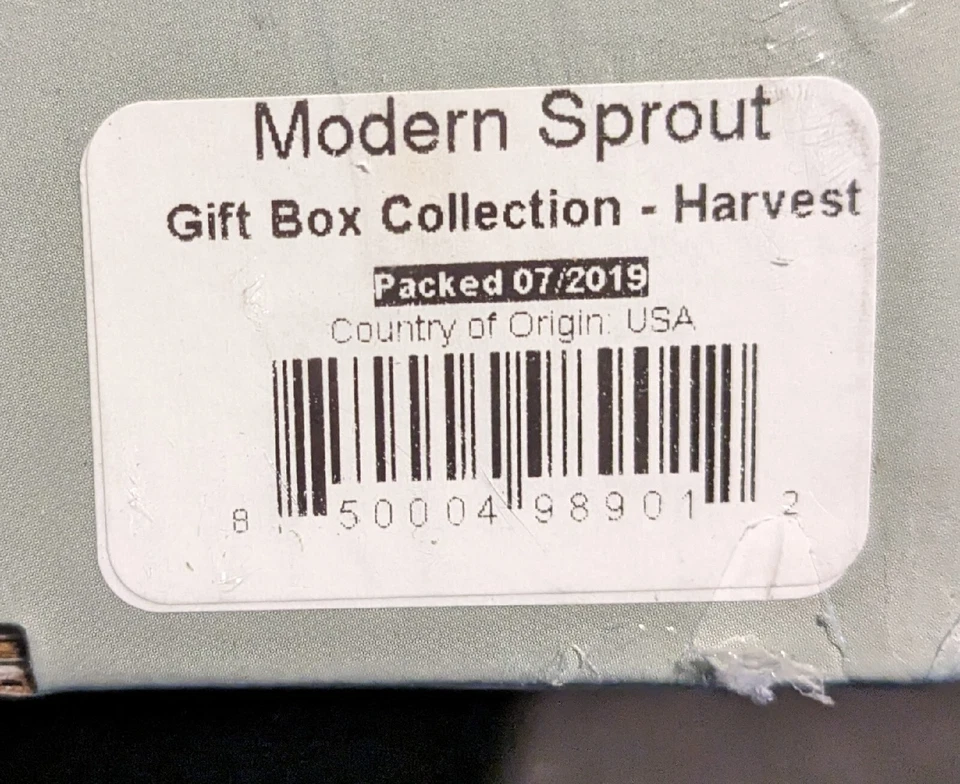 Modern Sprout
Gift Box Collection - Harvest
Packed 07/2019
Country of Origin: USA
8 50004 98901 2